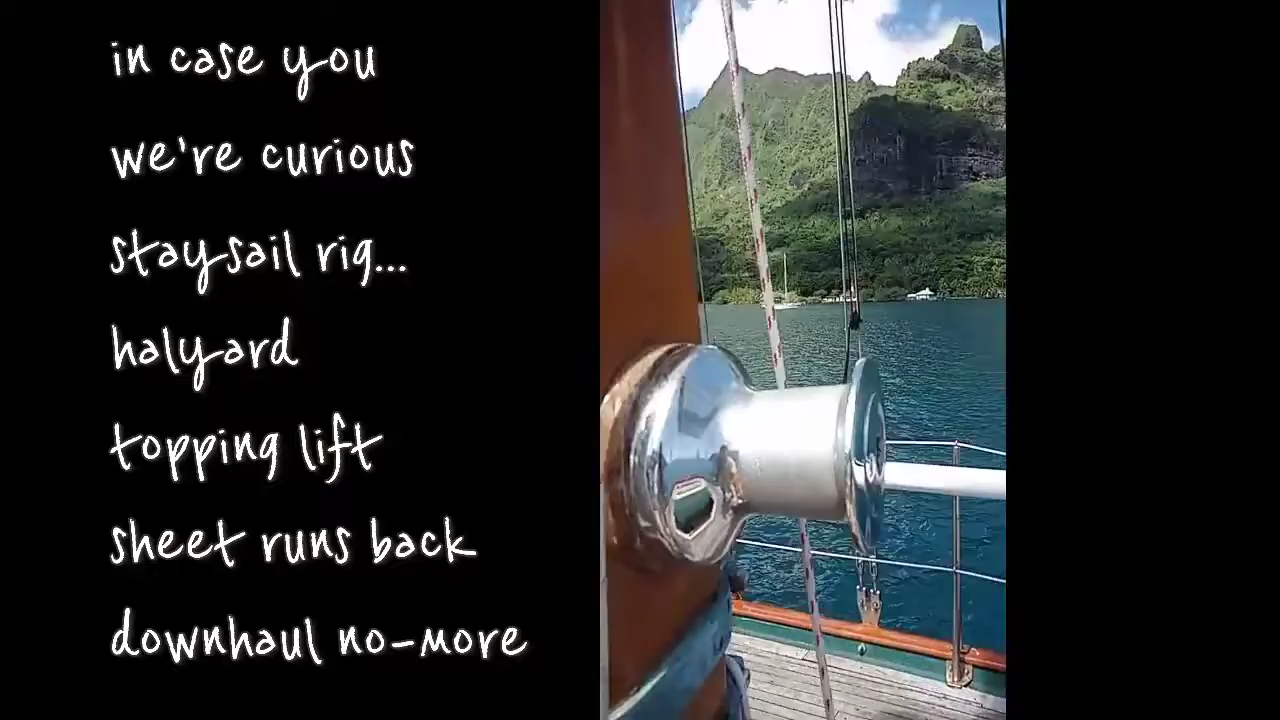 in case you
we're curious
staysail rig...
halyard
topping lift
sheet runs back
downhaul no-more